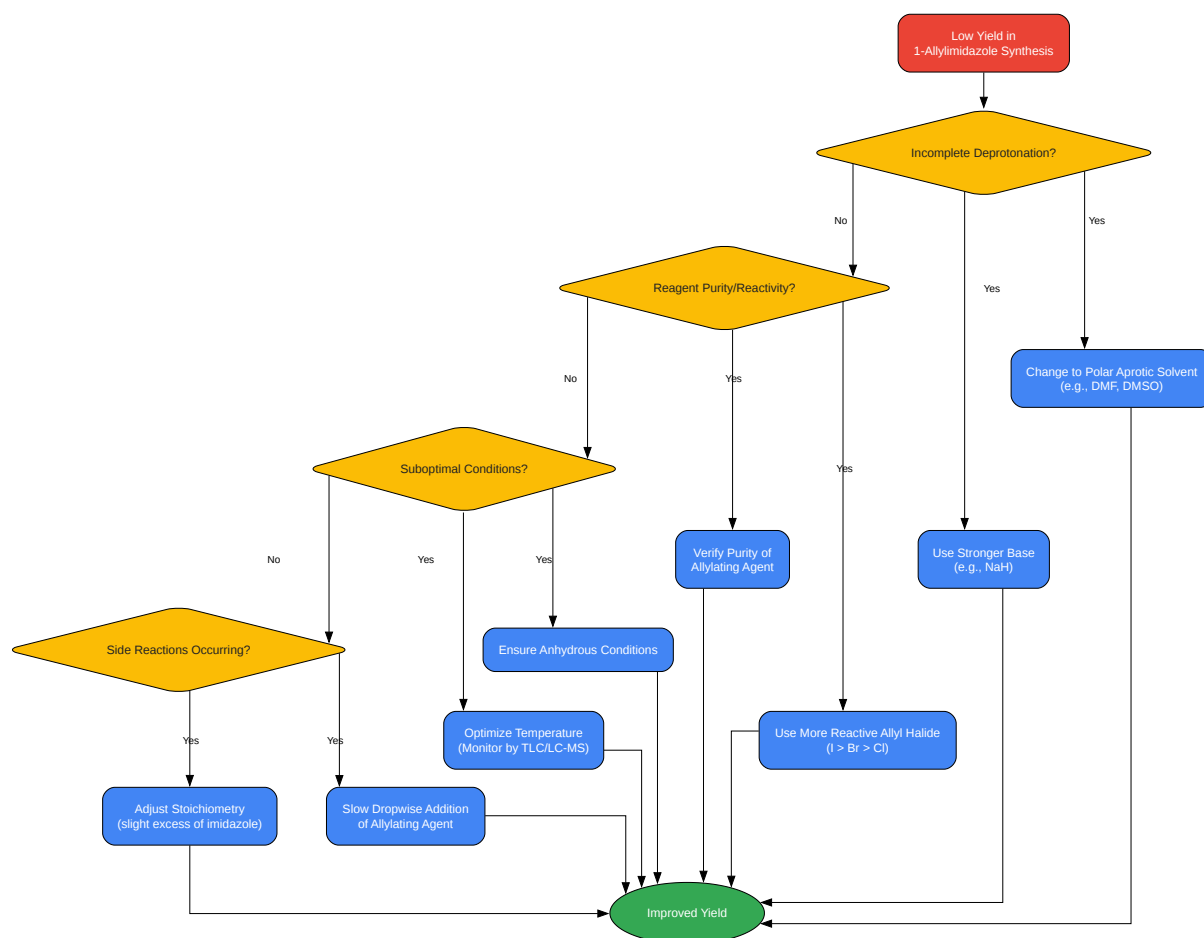 Low Yield in
1-Allylimidazole Synthesis
Incomplete Deprotonation?
No
Yes
Yes
Reagent Purity/Reactivity?
Change to Polar Aprotic Solvent
(e.g., DMF, DMSO)
No
Yes
Yes
Suboptimal Conditions?
Use Stronger Base
(e.g., NaH)
Verify Purity of
Allylating Agent
No
Yes
Yes
Side Reactions Occurring?
Ensure Anhydrous Conditions
Optimize Temperature
(Monitor by TLC/LC-MS)
Use More Reactive Allyl Halide
(I > Br > Cl)
Yes
Yes
Adjust Stoichiometry
(slight excess of imidazole)
Slow Dropwise Addition
of Allylating Agent
Improved Yield